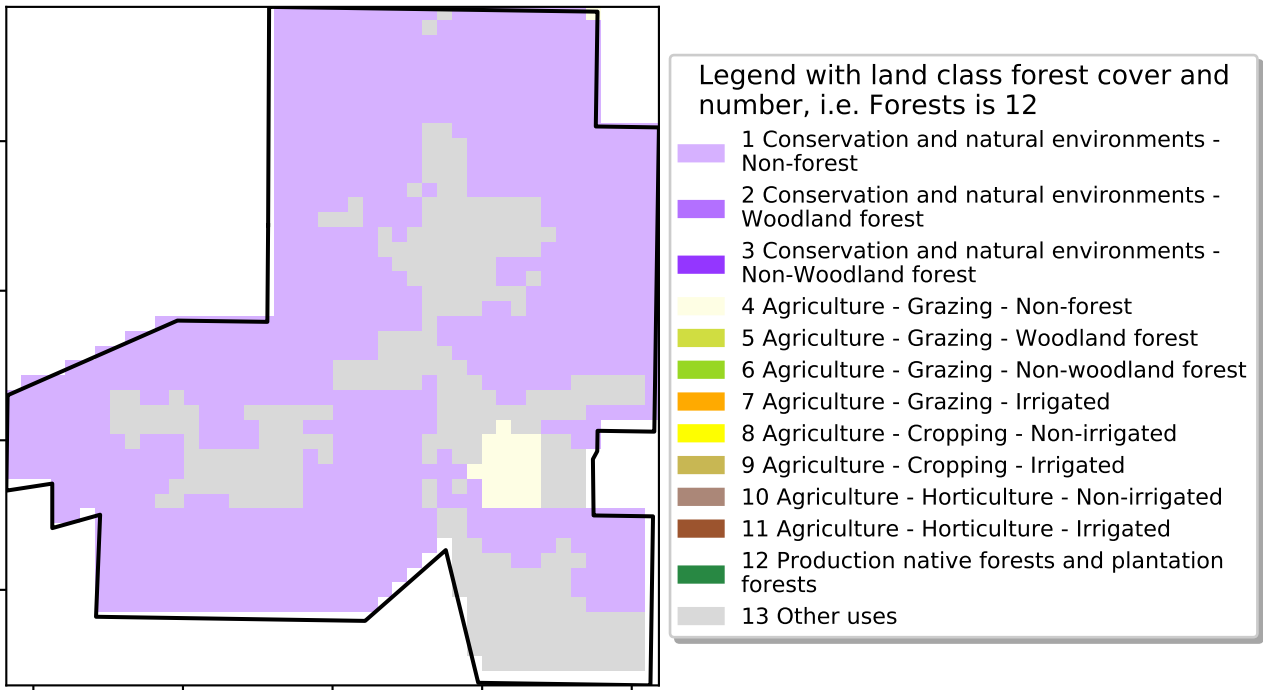 Legend with land class forest cover and
number, i.e. Forests is 12
1 Conservation and natural environments -
Non-forest
2 Conservation and natural environments -
Woodland forest
3 Conservation and natural environments -
Non-Woodland forest
4 Agriculture - Grazing - Non-forest
5 Agriculture - Grazing - Woodland forest
6 Agriculture - Grazing - Non-woodland forest
7 Agriculture - Grazing - Irrigated
8 Agriculture - Cropping - Non-irrigated
9 Agriculture - Cropping - Irrigated
10 Agriculture - Horticulture - Non-irrigated
11 Agriculture - Horticulture - Irrigated
12 Production native forests and plantation
forests
13 Other uses